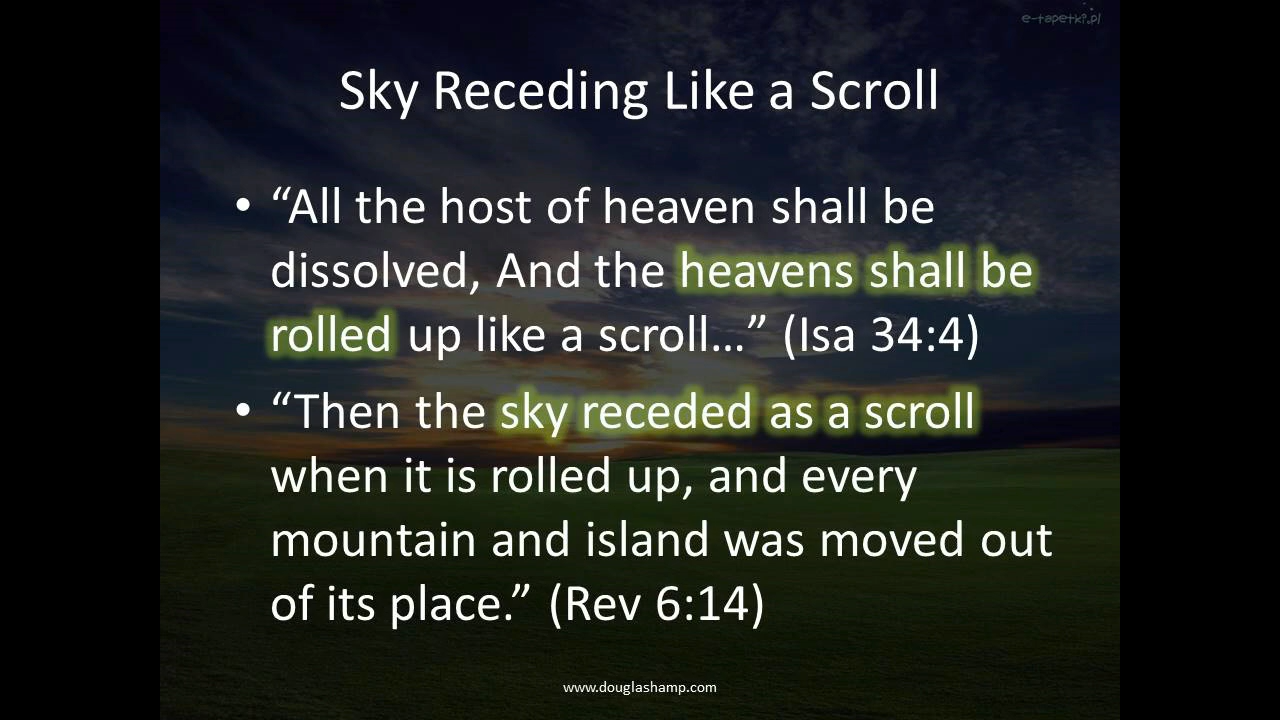 e-tapetki.pl
Sky Receding Like a Scroll
• “All the host of heaven shall be
dissolved, And the heavens shall be
rolled up like a scroll…” (Isa 34:4)
• “Then the sky receded as a scroll
when it is rolled up, and every
mountain and island was moved out
of its place.” (Rev 6:14)
www.douglashamp.com